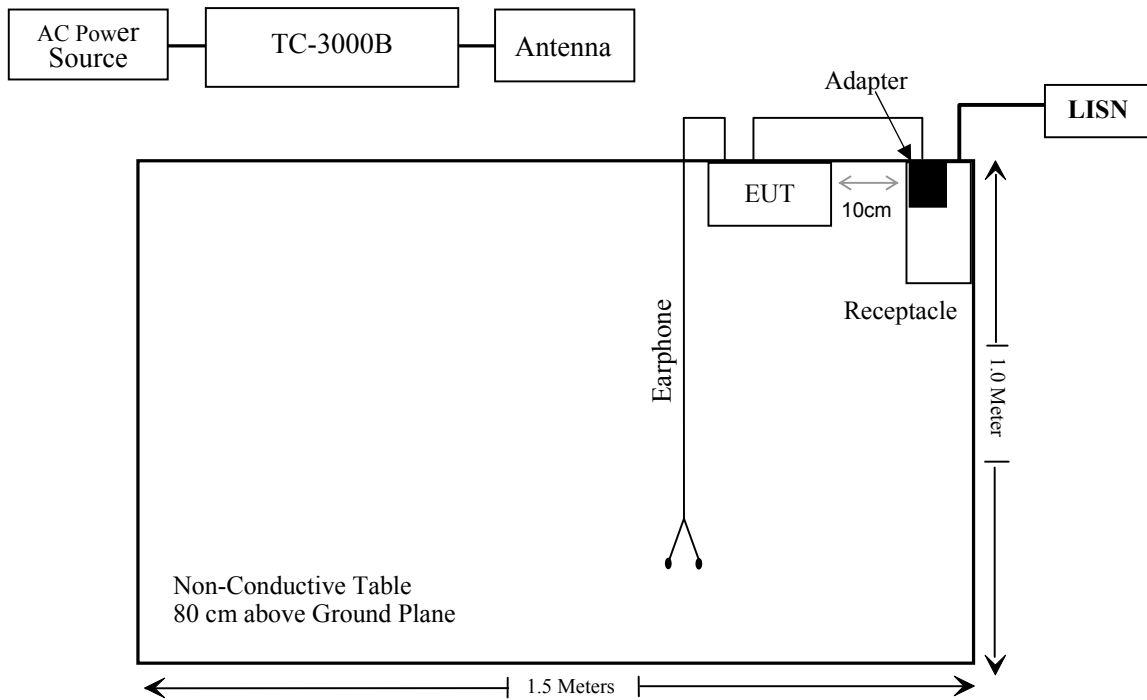 AC Power
Source
TC-3000B
Antenna
Adapter
LISN
EUT
10cm
Receptacle
Earphone
1.0 Meter
Non-Conductive Table
80 cm above Ground Plane
1.5 Meters